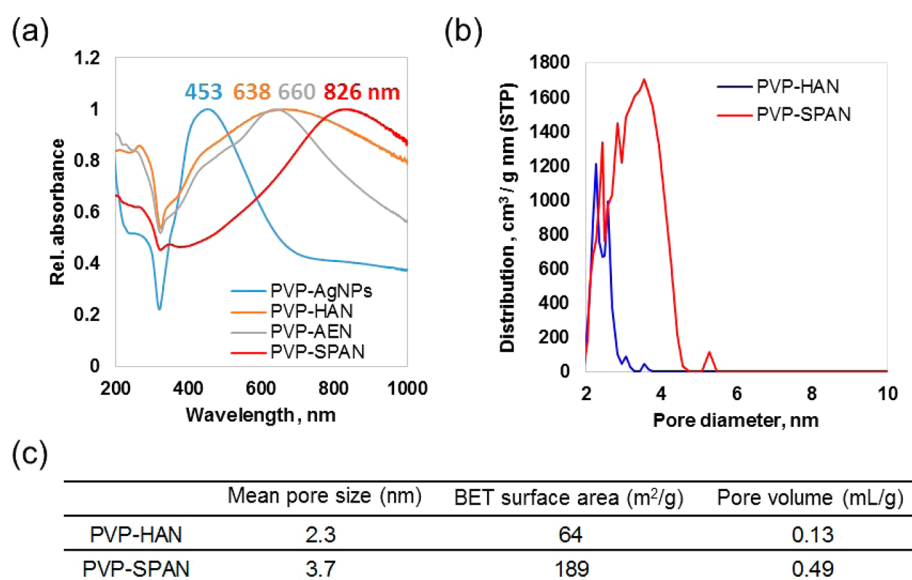 (a)
453 638 660 826 nm
Rel. absorbance
1.2
1
0.8
0.6
0.4
0.2
0
200 400 600 800 1000
Wavelength, nm
PVP-AgNPs
PVP-HAN
PVP-AEN
PVP-SPAN
(b)
Distribution, cm³ / g nm (STP)
1800
1600
1400
1200
1000
800
600
400
200
0
2 4 6 8 10
Pore diameter, nm
PVP-HAN
PVP-SPAN
(c)
Mean pore size (nm) BET surface area (m²/g) Pore volume (mL/g)
PVP-HAN 2.3 64 0.13
PVP-SPAN 3.7 189 0.49